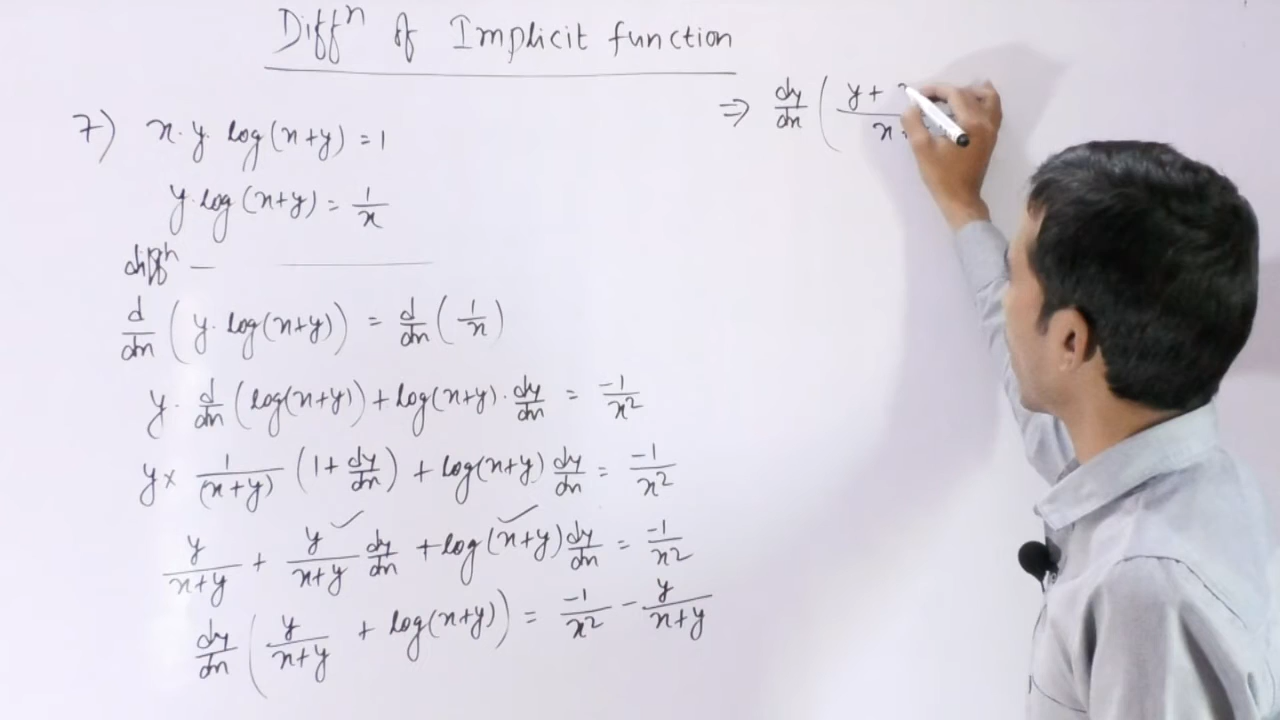 Diffⁿ of Implicit function
7) x·y·log(x+y)=1
y·log(x+y) = 1/x
diffⁿ —
d/dx (y·log(x+y)) = d/dx (1/x)
y· d/dx (log(x+y)) + log(x+y)· dy/dx = -1/x²
y× 1/(x+y) (1+ dy/dx) + log(x+y) dy/dx = -1/x²
y/x+y + y/x+y dy/dx + log(x+y) dy/dx = -1/x²
dy/dx ( y/x+y + log(x+y)) = -1/x² - y/x+y
⇒ dy/dx ( y+ / x